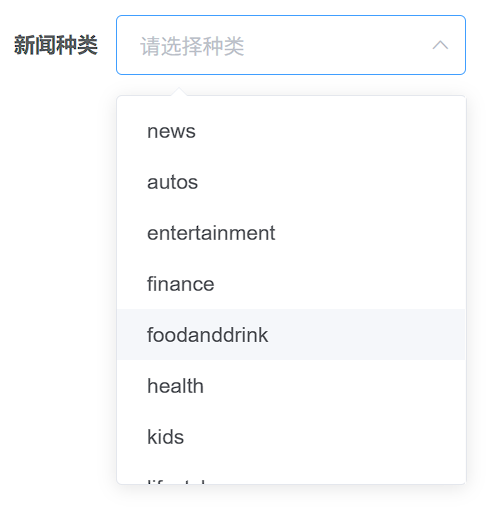 新闻种类
请选择种类
news
autos
entertainment
finance
foodanddrink
health
kids